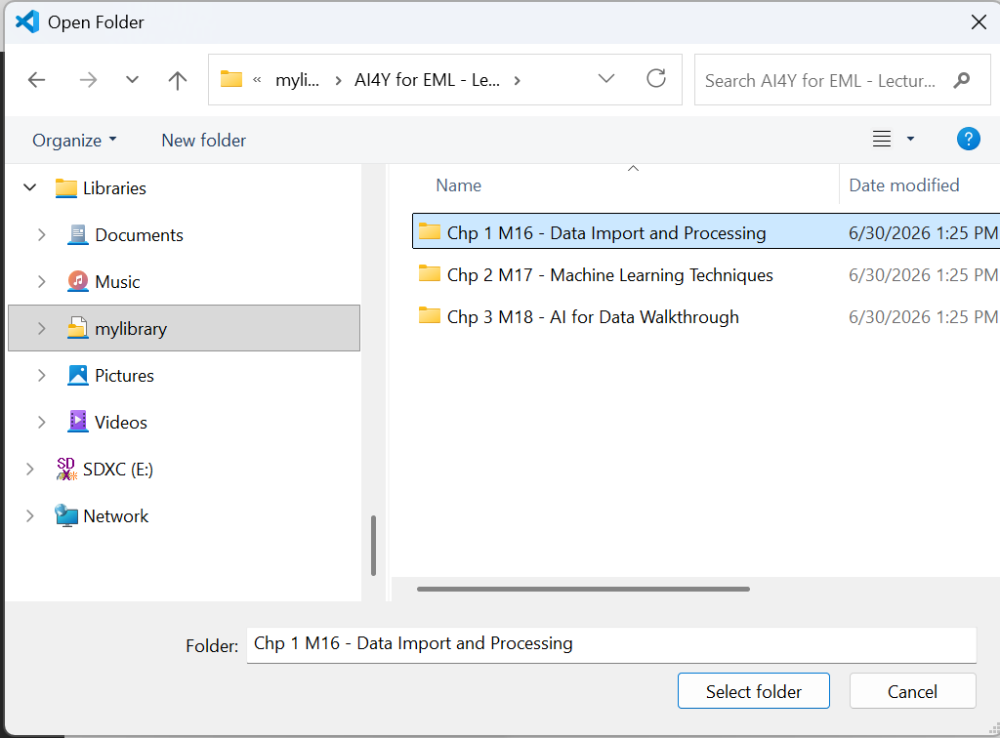 Open Folder
« myli... > AI4Y for EML - Le... >
Search AI4Y for EML - Lectur...
Organize
New folder
?
Libraries
Documents
Music
mylibrary
Pictures
Videos
SD SDXC (E:)
Network
Name Date modified
Chp 1 M16 - Data Import and Processing 6/30/2026 1:25 PM
Chp 2 M17 - Machine Learning Techniques 6/30/2026 1:25 PM
Chp 3 M18 - AI for Data Walkthrough 6/30/2026 1:25 PM
Folder: Chp 1 M16 - Data Import and Processing
Select folder
Cancel